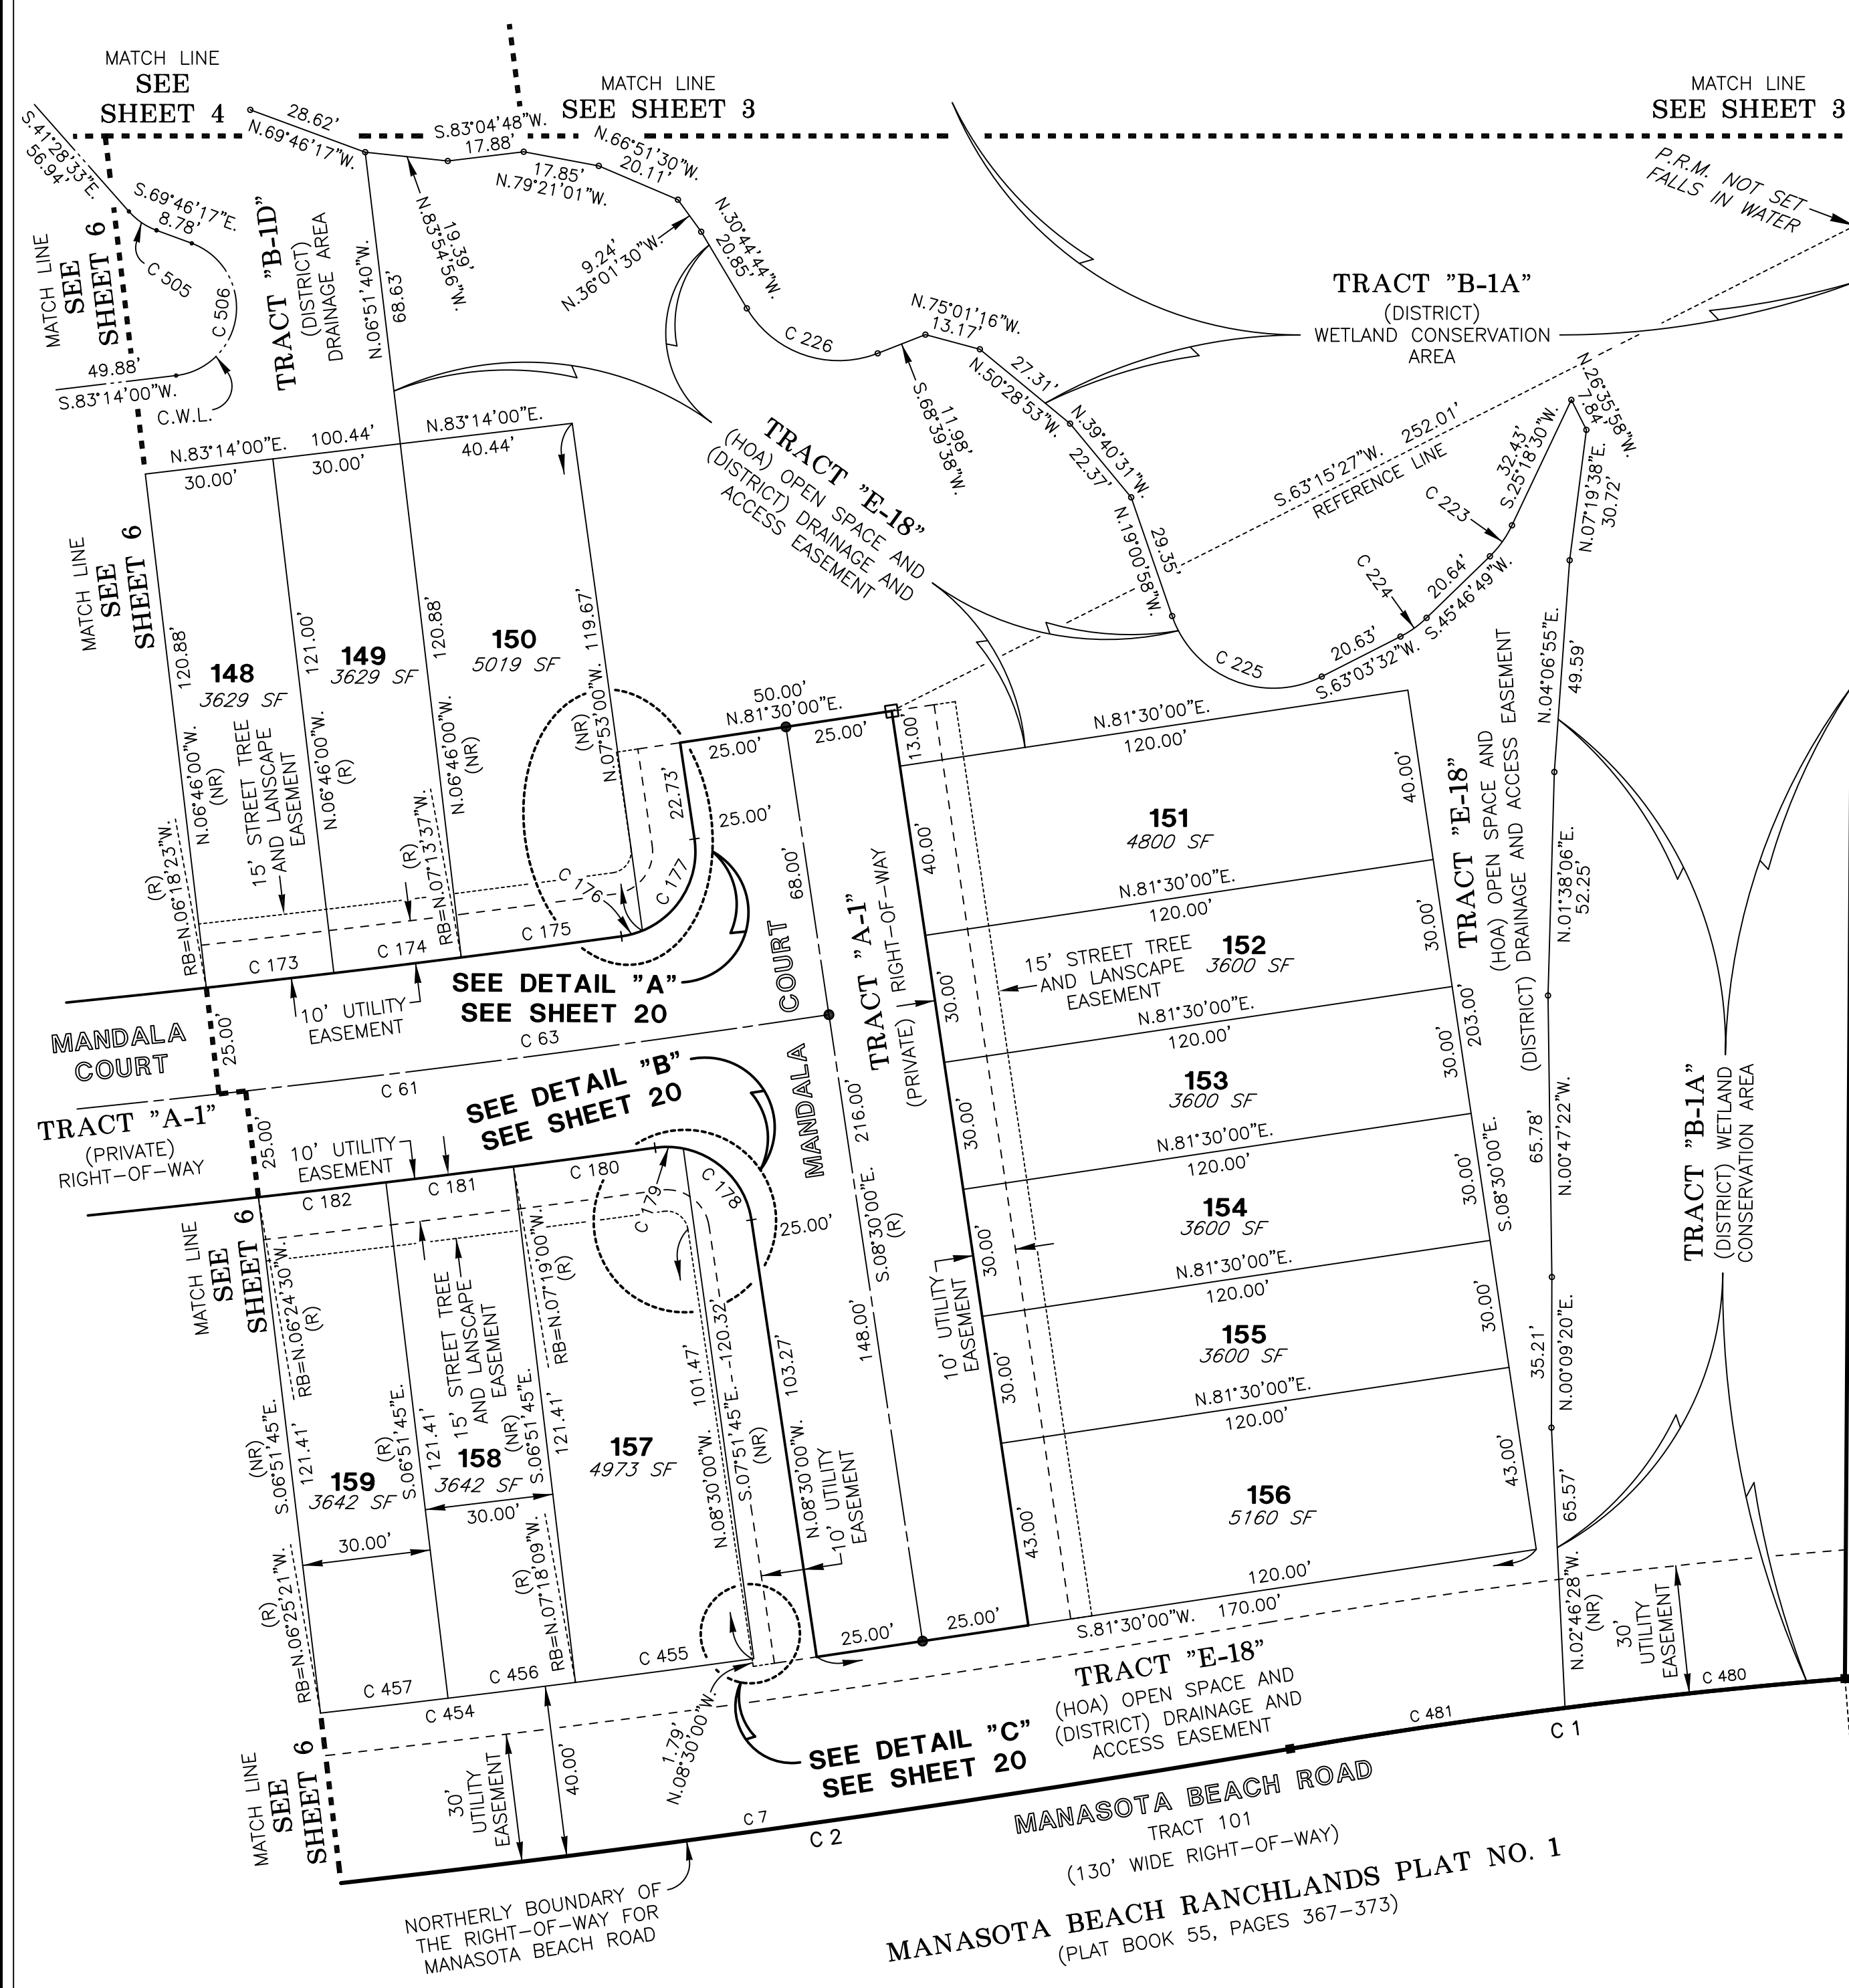 MATCH LINE
SEE
SHEET 4
MATCH LINE
SEE SHEET 3
MATCH LINE
SEE SHEET 3
P.R.M. NOT SET
FALLS IN WATER
S.41°28'33"E.
56.94'
28.62'
N.69°46'17"W.
S.83°04'48"W.
17.88'
N.66°51'30"W.
20.11'
17.85'
N.79°21'01"W.
S.69°46'17"E.
8.78'
C 505
C 506
49.88'
S.83°14'00"W.
C.W.L.
MATCH LINE
SEE
SHEET 6
TRACT "B-1D"
(DISTRICT)
DRAINAGE AREA
N.06°51'40"W.
68.63'
19.39'
N.83°54'56"W.
9.24'
N.36°01'30"W.
N.30°44'44"W.
20.85'
C 226
N.75°01'16"W.
13.17'
11.98'
S.68°39'38"W.
27.31'
N.50°28'53"W.
N.39°40'31"W.
22.37'
29.35'
N.19°00'58"W.
TRACT "B-1A"
(DISTRICT)
WETLAND CONSERVATION
AREA
S.63°15'27"W. 252.01'
REFERENCE LINE
N.26°35'58"W.
7.84'
32.43'
S.25°18'30"W.
C 223
N.07°19'38"E.
30.72'
C 224
20.64'
S.45°46'49"W.
20.63'
S.63°03'32"W.
C 225
TRACT "E-18"
(HOA) OPEN SPACE AND
(DISTRICT) DRAINAGE AND
ACCESS EASEMENT
N.83°14'00"E.
100.44'
N.83°14'00"E.
30.00'
30.00'
40.44'
MATCH LINE
SEE
SHEET 6
120.88'
148
3629 SF
121.00'
149
3629 SF
120.88'
150
5019 SF
N.07°53'00"W. 119.67'
(NR)
N.06°46'00"W.
(NR)
15' STREET TREE
AND LANSCAPE
EASEMENT
N.06°46'00"W.
(R)
N.06°46'00"W.
(NR)
(R)
RB=N.06°18'23"W.
(R)
RB=N.07°13'37"W.
C 173
C 174
C 175
C 176
C 177
22.73'
25.00'
50.00'
N.81°30'00"E.
25.00'
25.00'
13.00'
SEE DETAIL "A"
SEE SHEET 20
10' UTILITY
EASEMENT
MANDALA
COURT
25.00'
C 63
C 61
TRACT "A-1"
(PRIVATE)
RIGHT-OF-WAY
25.00'
SEE DETAIL "B"
SEE SHEET 20
10' UTILITY
EASEMENT
68.00'
MANDALA COURT
TRACT "A-1"
(PRIVATE) RIGHT-OF-WAY
216.00'
S.08°30'00"E.
(R)
148.00'
N.81°30'00"E.
120.00'
151
4800 SF
40.00'
40.00'
N.81°30'00"E.
120.00'
15' STREET TREE
AND LANSCAPE
EASEMENT
152
3600 SF
30.00'
30.00'
N.81°30'00"E.
120.00'
153
3600 SF
30.00'
30.00'
203.00'
N.81°30'00"E.
120.00'
154
3600 SF
30.00'
30.00'
S.08°30'00"E.
N.81°30'00"E.
120.00'
155
3600 SF
30.00'
30.00'
N.81°30'00"E.
120.00'
156
5160 SF
43.00'
43.00'
120.00'
S.81°30'00"W. 170.00'
10' UTILITY
EASEMENT
TRACT "E-18"
(HOA) OPEN SPACE AND
(DISTRICT) DRAINAGE AND ACCESS EASEMENT
N.04°06'55"E.
49.59'
N.01°38'06"E.
52.25'
65.78'
N.00°47'22"W.
35.21'
N.00°09'20"E.
65.57'
N.02°46'28"W.
(NR)
TRACT "B-1A"
(DISTRICT) WETLAND
CONSERVATION AREA
30'
UTILITY
EASEMENT
C 182
C 181
C 180
C 179
C 178
25.00'
MATCH LINE
SEE
SHEET 6
RB=N.06°24'30"W.
(R)
15' STREET TREE
AND LANSCAPE
EASEMENT
RB=N.07°19'00"W.
(R)
(NR)
S.06°51'45"E.
121.41'
159
3642 SF
(R)
S.06°51'45"E.
121.41'
158
3642 SF
(NR)
S.06°51'45"E.
121.41'
157
4973 SF
30.00'
30.00'
101.47'
N.08°30'00"W.
120.32'
S.07°51'45"E.
(NR)
103.27'
N.08°30'00"W.
10' UTILITY
EASEMENT
(R)
RB=N.06°25'21"W.
(R)
RB=N.07°18'09"W.
C 457
C 456
C 455
C 454
25.00'
25.00'
1.79'
N.08°30'00"W.
SEE DETAIL "C"
SEE SHEET 20
TRACT "E-18"
(HOA) OPEN SPACE AND
(DISTRICT) DRAINAGE AND
ACCESS EASEMENT
MATCH LINE
SEE
SHEET 6
30'
UTILITY
EASEMENT
40.00'
C 7
C 2
C 481
C 480
C 1
MANASOTA BEACH ROAD
TRACT 101
(130' WIDE RIGHT-OF-WAY)
MANASOTA BEACH RANCHLANDS PLAT NO. 1
(PLAT BOOK 55, PAGES 367-373)
NORTHERLY BOUNDARY OF
THE RIGHT-OF-WAY FOR
MANASOTA BEACH ROAD